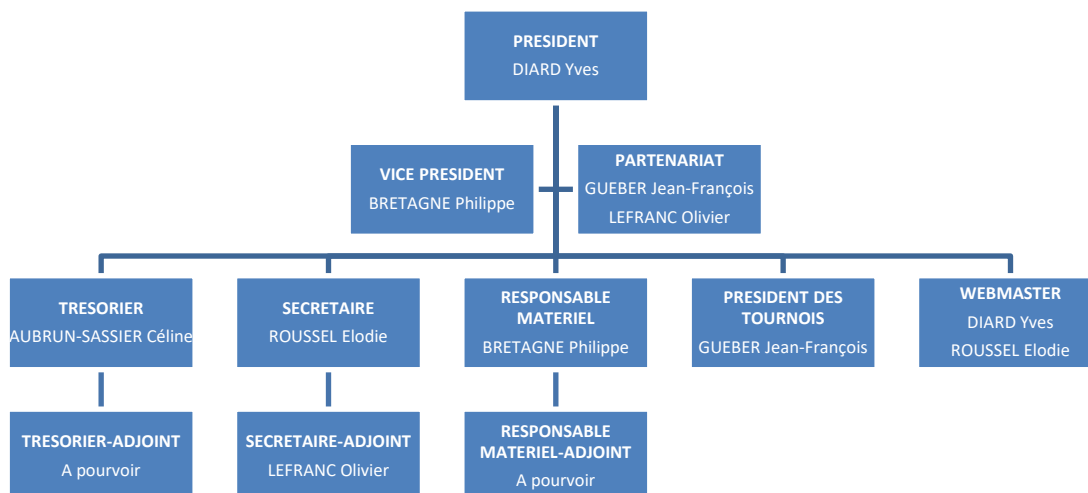 PRESIDENT
DIARD Yves
VICE PRESIDENT
BRETAGNE Philippe
PARTENARIAT
GUEBER Jean-François
LEFRANC Olivier
TRESORIER
AUBRUN-SASSIER Céline
SECRETAIRE
ROUSSEL Elodie
RESPONSABLE
MATERIEL
BRETAGNE Philippe
PRESIDENT DES
TOURNOIS
GUEBER Jean-François
WEBMASTER
DIARD Yves
ROUSSEL Elodie
TRESORIER-ADJOINT
A pourvoir
SECRETAIRE-ADJOINT
LEFRANC Olivier
RESPONSABLE
MATERIEL-ADJOINT
A pourvoir